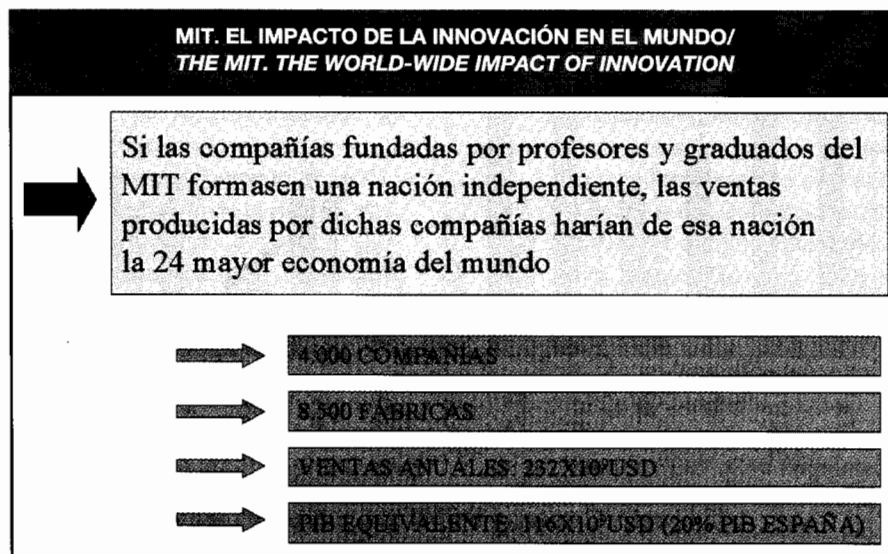 MIT. EL IMPACTO DE LA INNOVACIÓN EN EL MUNDO/
THE MIT. THE WORLD-WIDE IMPACT OF INNOVATION
Si las compañías fundadas por profesores y graduados del
MIT formasen una nación independiente, las ventas
producidas por dichas compañías harían de esa nación
la 24 mayor economía del mundo
4.000 COMPAÑIAS
8.500 FÁBRICAS
VENTAS ANUALES: 232X10⁹USD
PIB EQUIVALENTE: 116X10⁹USD (20% PIB ESPAÑA)